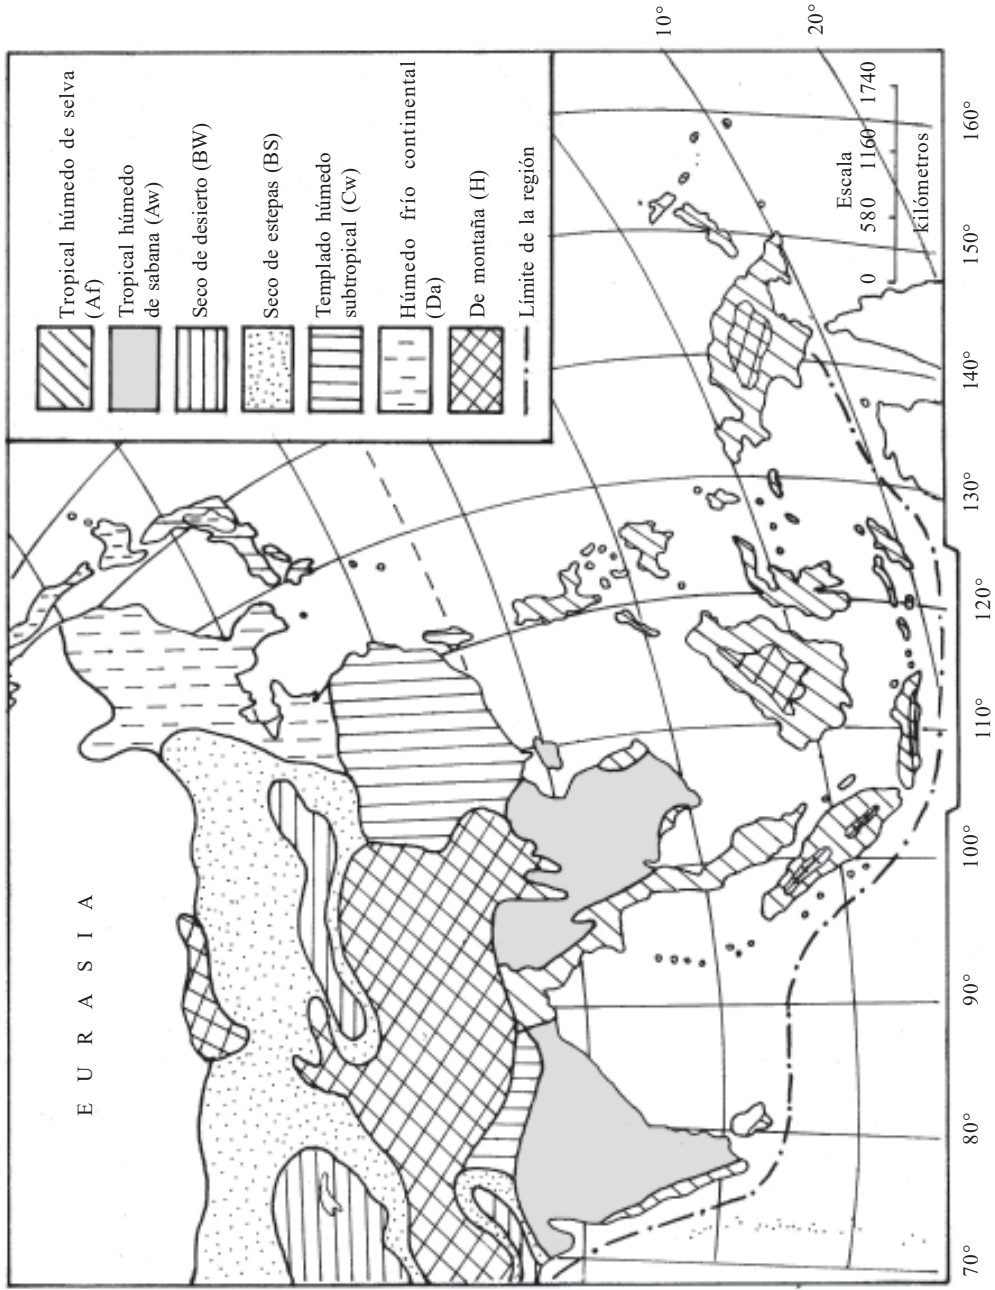 EURASIA
Tropical húmedo de selva
(Af)
Tropical húmedo
de sabana (Aw)
Seco de desierto (BW)
Seco de estepas (BS)
Templado húmedo
subtropical (Cw)
Húmedo frío continental
(Da)
De montaña (H)
Límite de la región
Escala
0 580 1160 1740
kilómetros
10°
20°
70° 80° 90° 100° 110° 120° 130° 140° 150° 160°